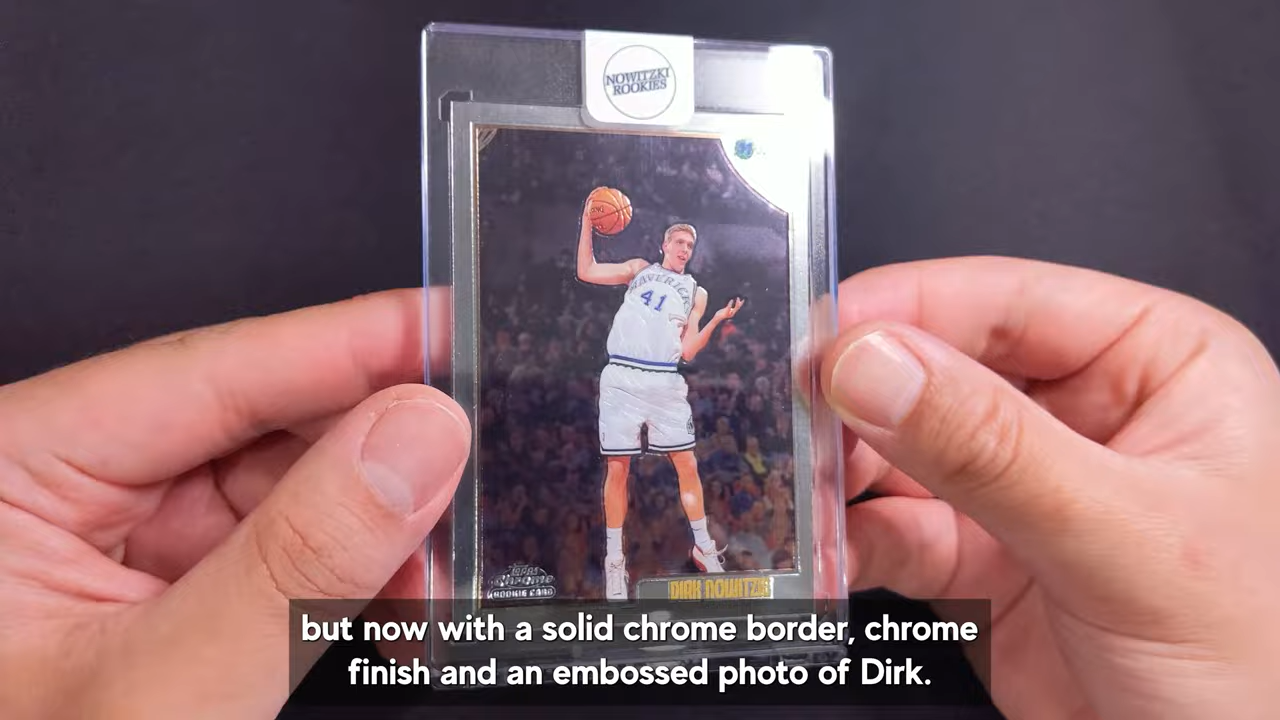 NOWITZKI
ROOKIES
MAVERICKS
41
Topps
Chrome
ROOKIE CARD
DIRK NOWITZKI
but now with a solid chrome border, chrome
finish and an embossed photo of Dirk.